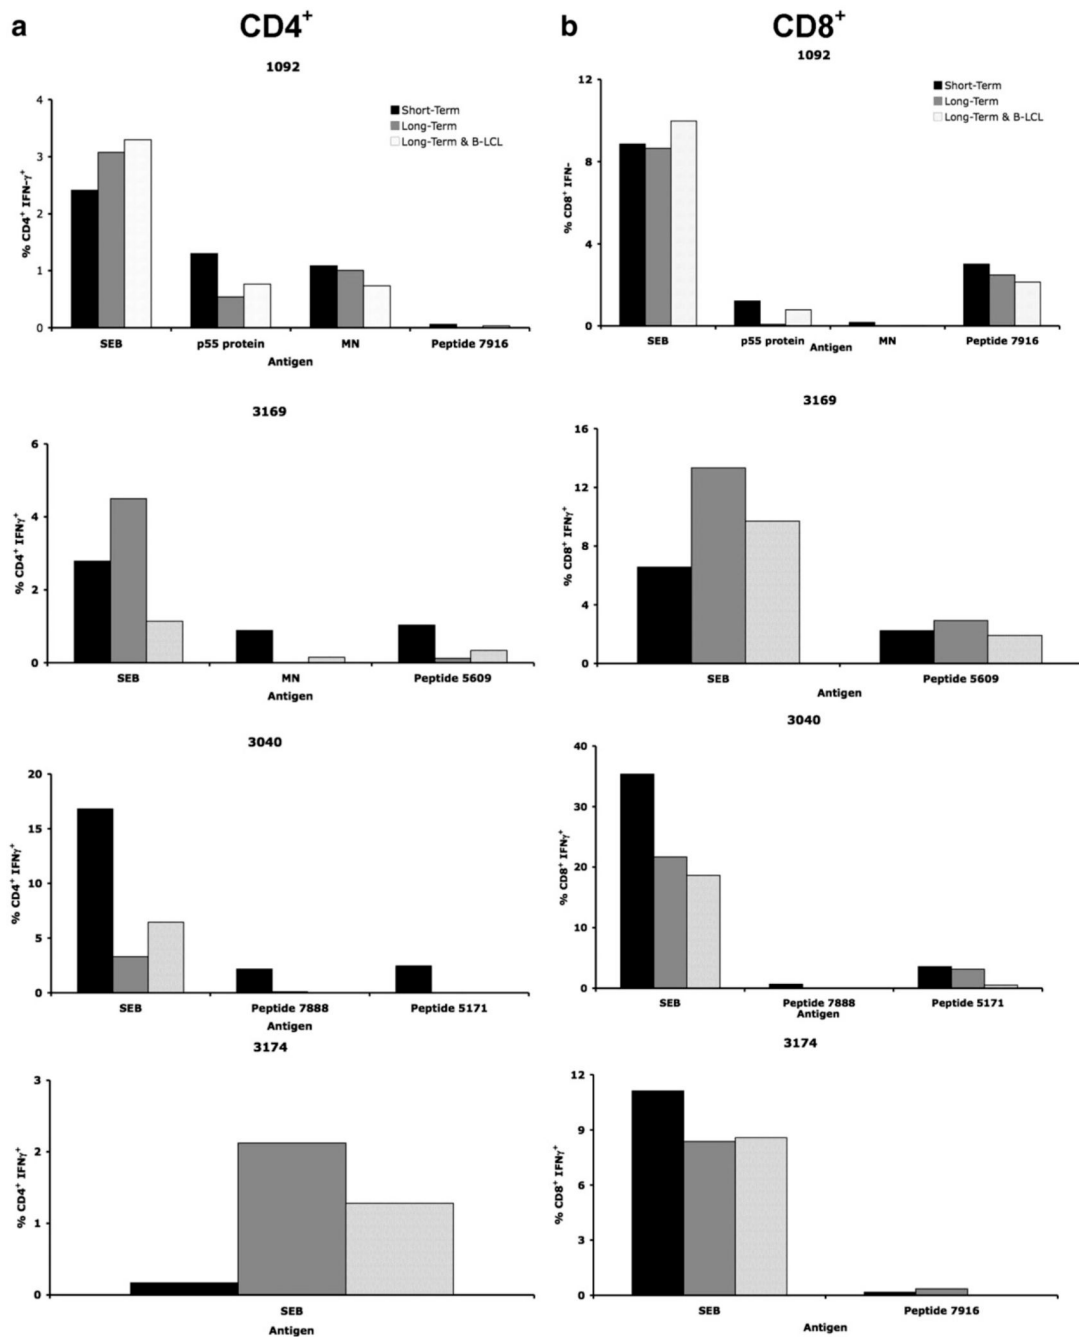 a CD4+
1092
4
3
2
1
0
% CD4+ IFN-γ+
Short-Term
Long-Term
Long-Term & B-LCL
SEB p55 protein MN Peptide 7916
Antigen
3169
6
4
2
0
% CD4+ IFNγ+
SEB MN Peptide 5609
Antigen
3040
20
15
10
5
0
% CD4+ IFNγ+
SEB Peptide 7888 Peptide 5171
Antigen
3174
3
2
1
0
% CD4+ IFNγ+
SEB
Antigen
b CD8+
1092
12
8
4
0
% CD8+ IFN-
Short-Term
Long-Term
Long-Term & B-LCL
SEB p55 protein MN Peptide 7916
Antigen
3169
16
12
8
4
0
% CD8+ IFNγ+
SEB Peptide 5609
Antigen
3040
40
30
20
10
0
% CD8+ IFNγ+
SEB Peptide 7888 Peptide 5171
Antigen
3174
12
9
6
3
0
% CD8+ IFNγ+
SEB Peptide 7916
Antigen